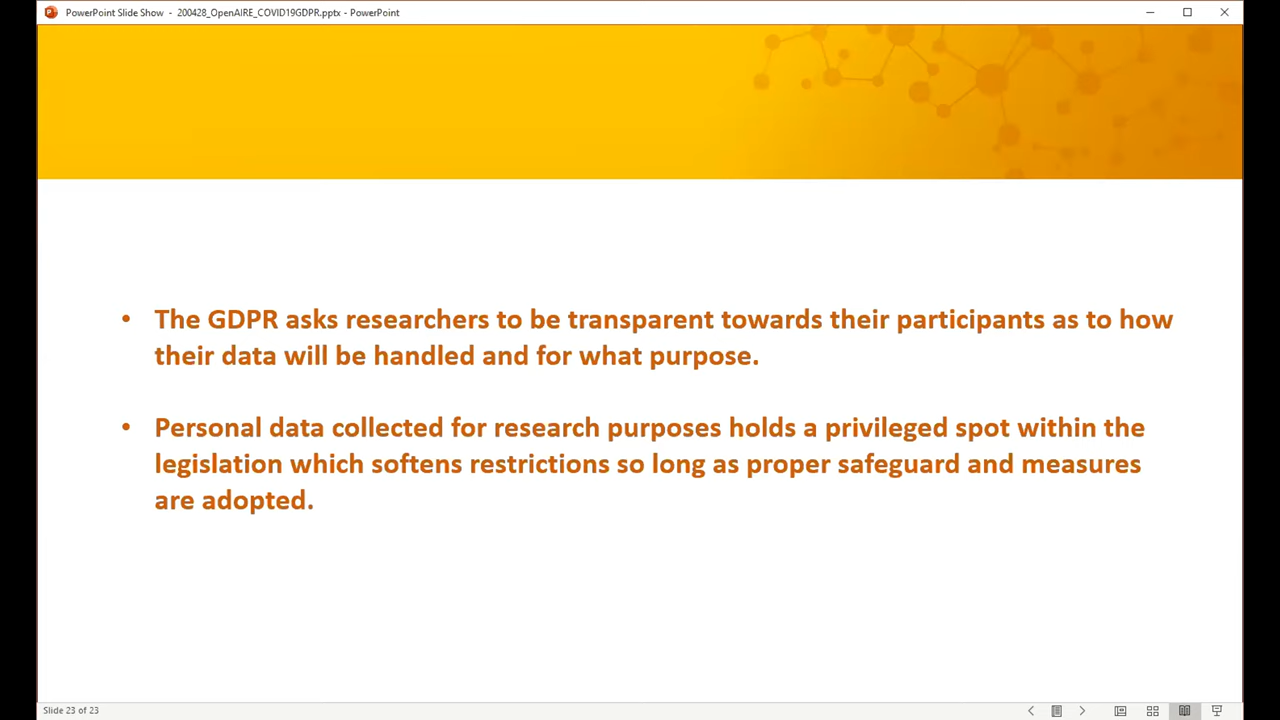 PowerPoint Slide Show - 200428_OpenAIRE_COVID19GDPR.pptx - PowerPoint
• The GDPR asks researchers to be transparent towards their participants as to how
their data will be handled and for what purpose.
• Personal data collected for research purposes holds a privileged spot within the
legislation which softens restrictions so long as proper safeguard and measures
are adopted.
Slide 23 of 23